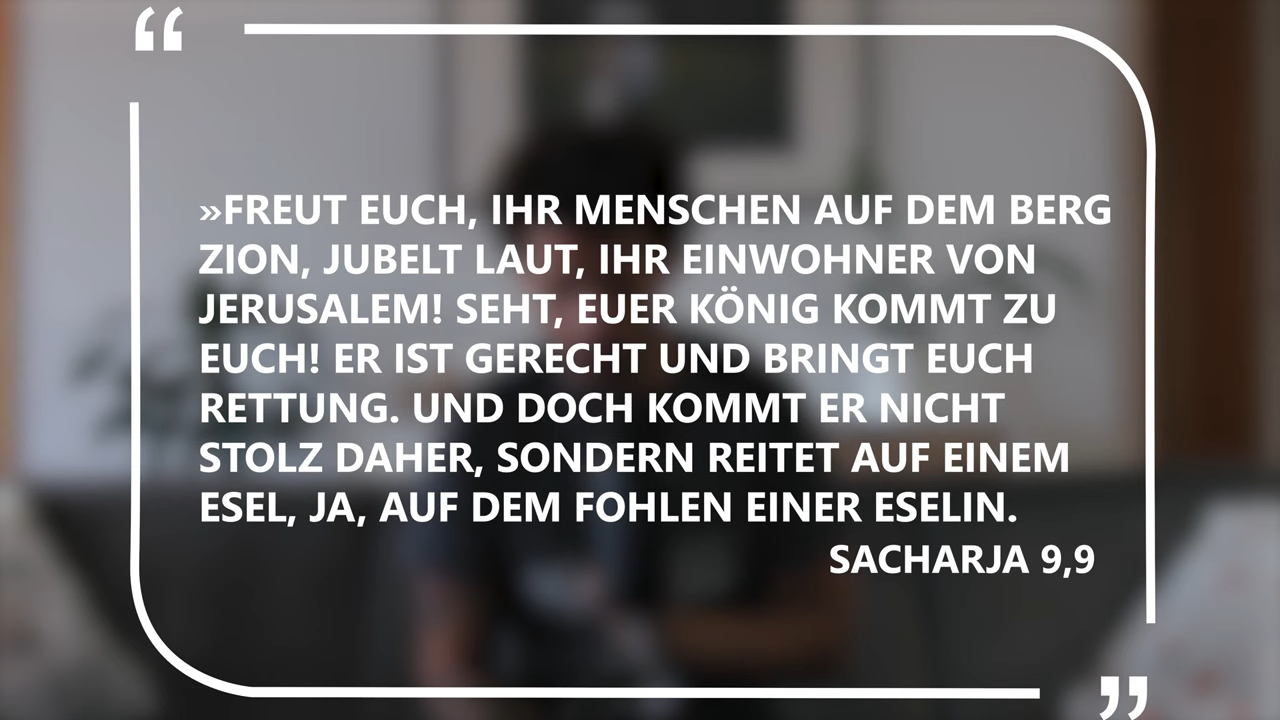 »FREUT EUCH, IHR MENSCHEN AUF DEM BERG
ZION, JUBELT LAUT, IHR EINWOHNER VON
JERUSALEM! SEHT, EUER KÖNIG KOMMT ZU
EUCH! ER IST GERECHT UND BRINGT EUCH
RETTUNG. UND DOCH KOMMT ER NICHT
STOLZ DAHER, SONDERN REITET AUF EINEM
ESEL, JA, AUF DEM FOHLEN EINER ESELIN.
SACHARJA 9,9